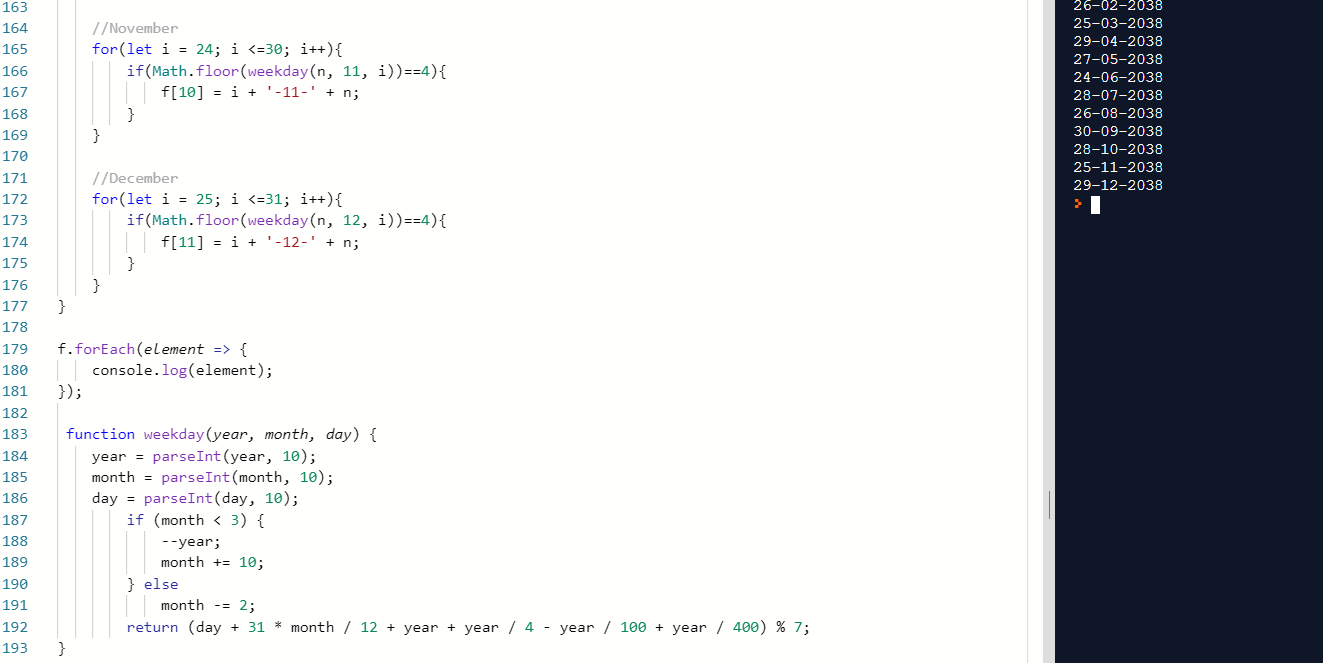 163
164 //November
165 for(let i = 24; i <=30; i++){
166 if(Math.floor(weekday(n, 11, i))==4){
167 f[10] = i + '-11-' + n;
168 }
169 }
170
171 //December
172 for(let i = 25; i <=31; i++){
173 if(Math.floor(weekday(n, 12, i))==4){
174 f[11] = i + '-12-' + n;
175 }
176 }
177 }
178
179 f.forEach(element => {
180 console.log(element);
181 });
182
183 function weekday(year, month, day) {
184 year = parseInt(year, 10);
185 month = parseInt(month, 10);
186 day = parseInt(day, 10);
187 if (month < 3) {
188 --year;
189 month += 10;
190 } else
191 month -= 2;
192 return (day + 31 * month / 12 + year + year / 4 - year / 100 + year / 400) % 7;
193 }
26-02-2038
25-03-2038
29-04-2038
27-05-2038
24-06-2038
28-07-2038
26-08-2038
30-09-2038
28-10-2038
25-11-2038
29-12-2038
>